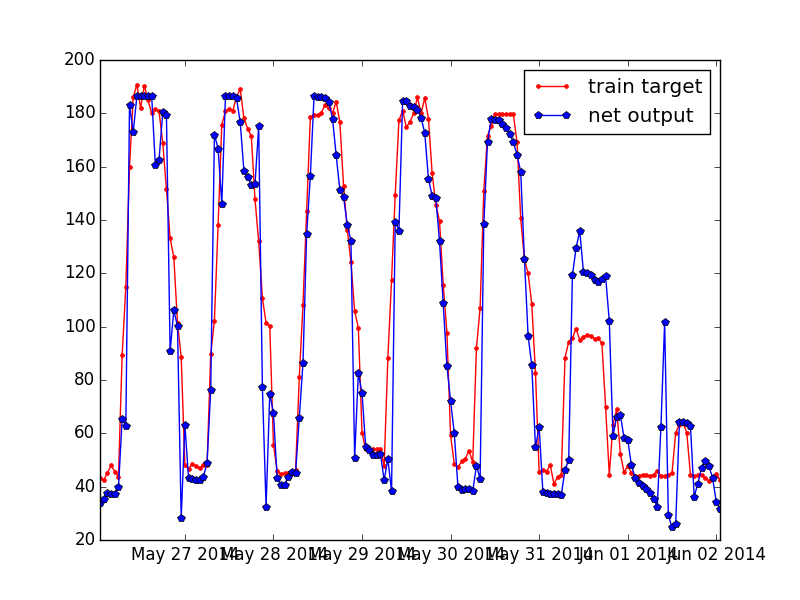 200
180
160
140
120
100
80
60
40
20
train target
net output
May 27 2014
May 28 2014
May 29 2014
May 30 2014
May 31 2014
Jun 01 2014
Jun 02 2014